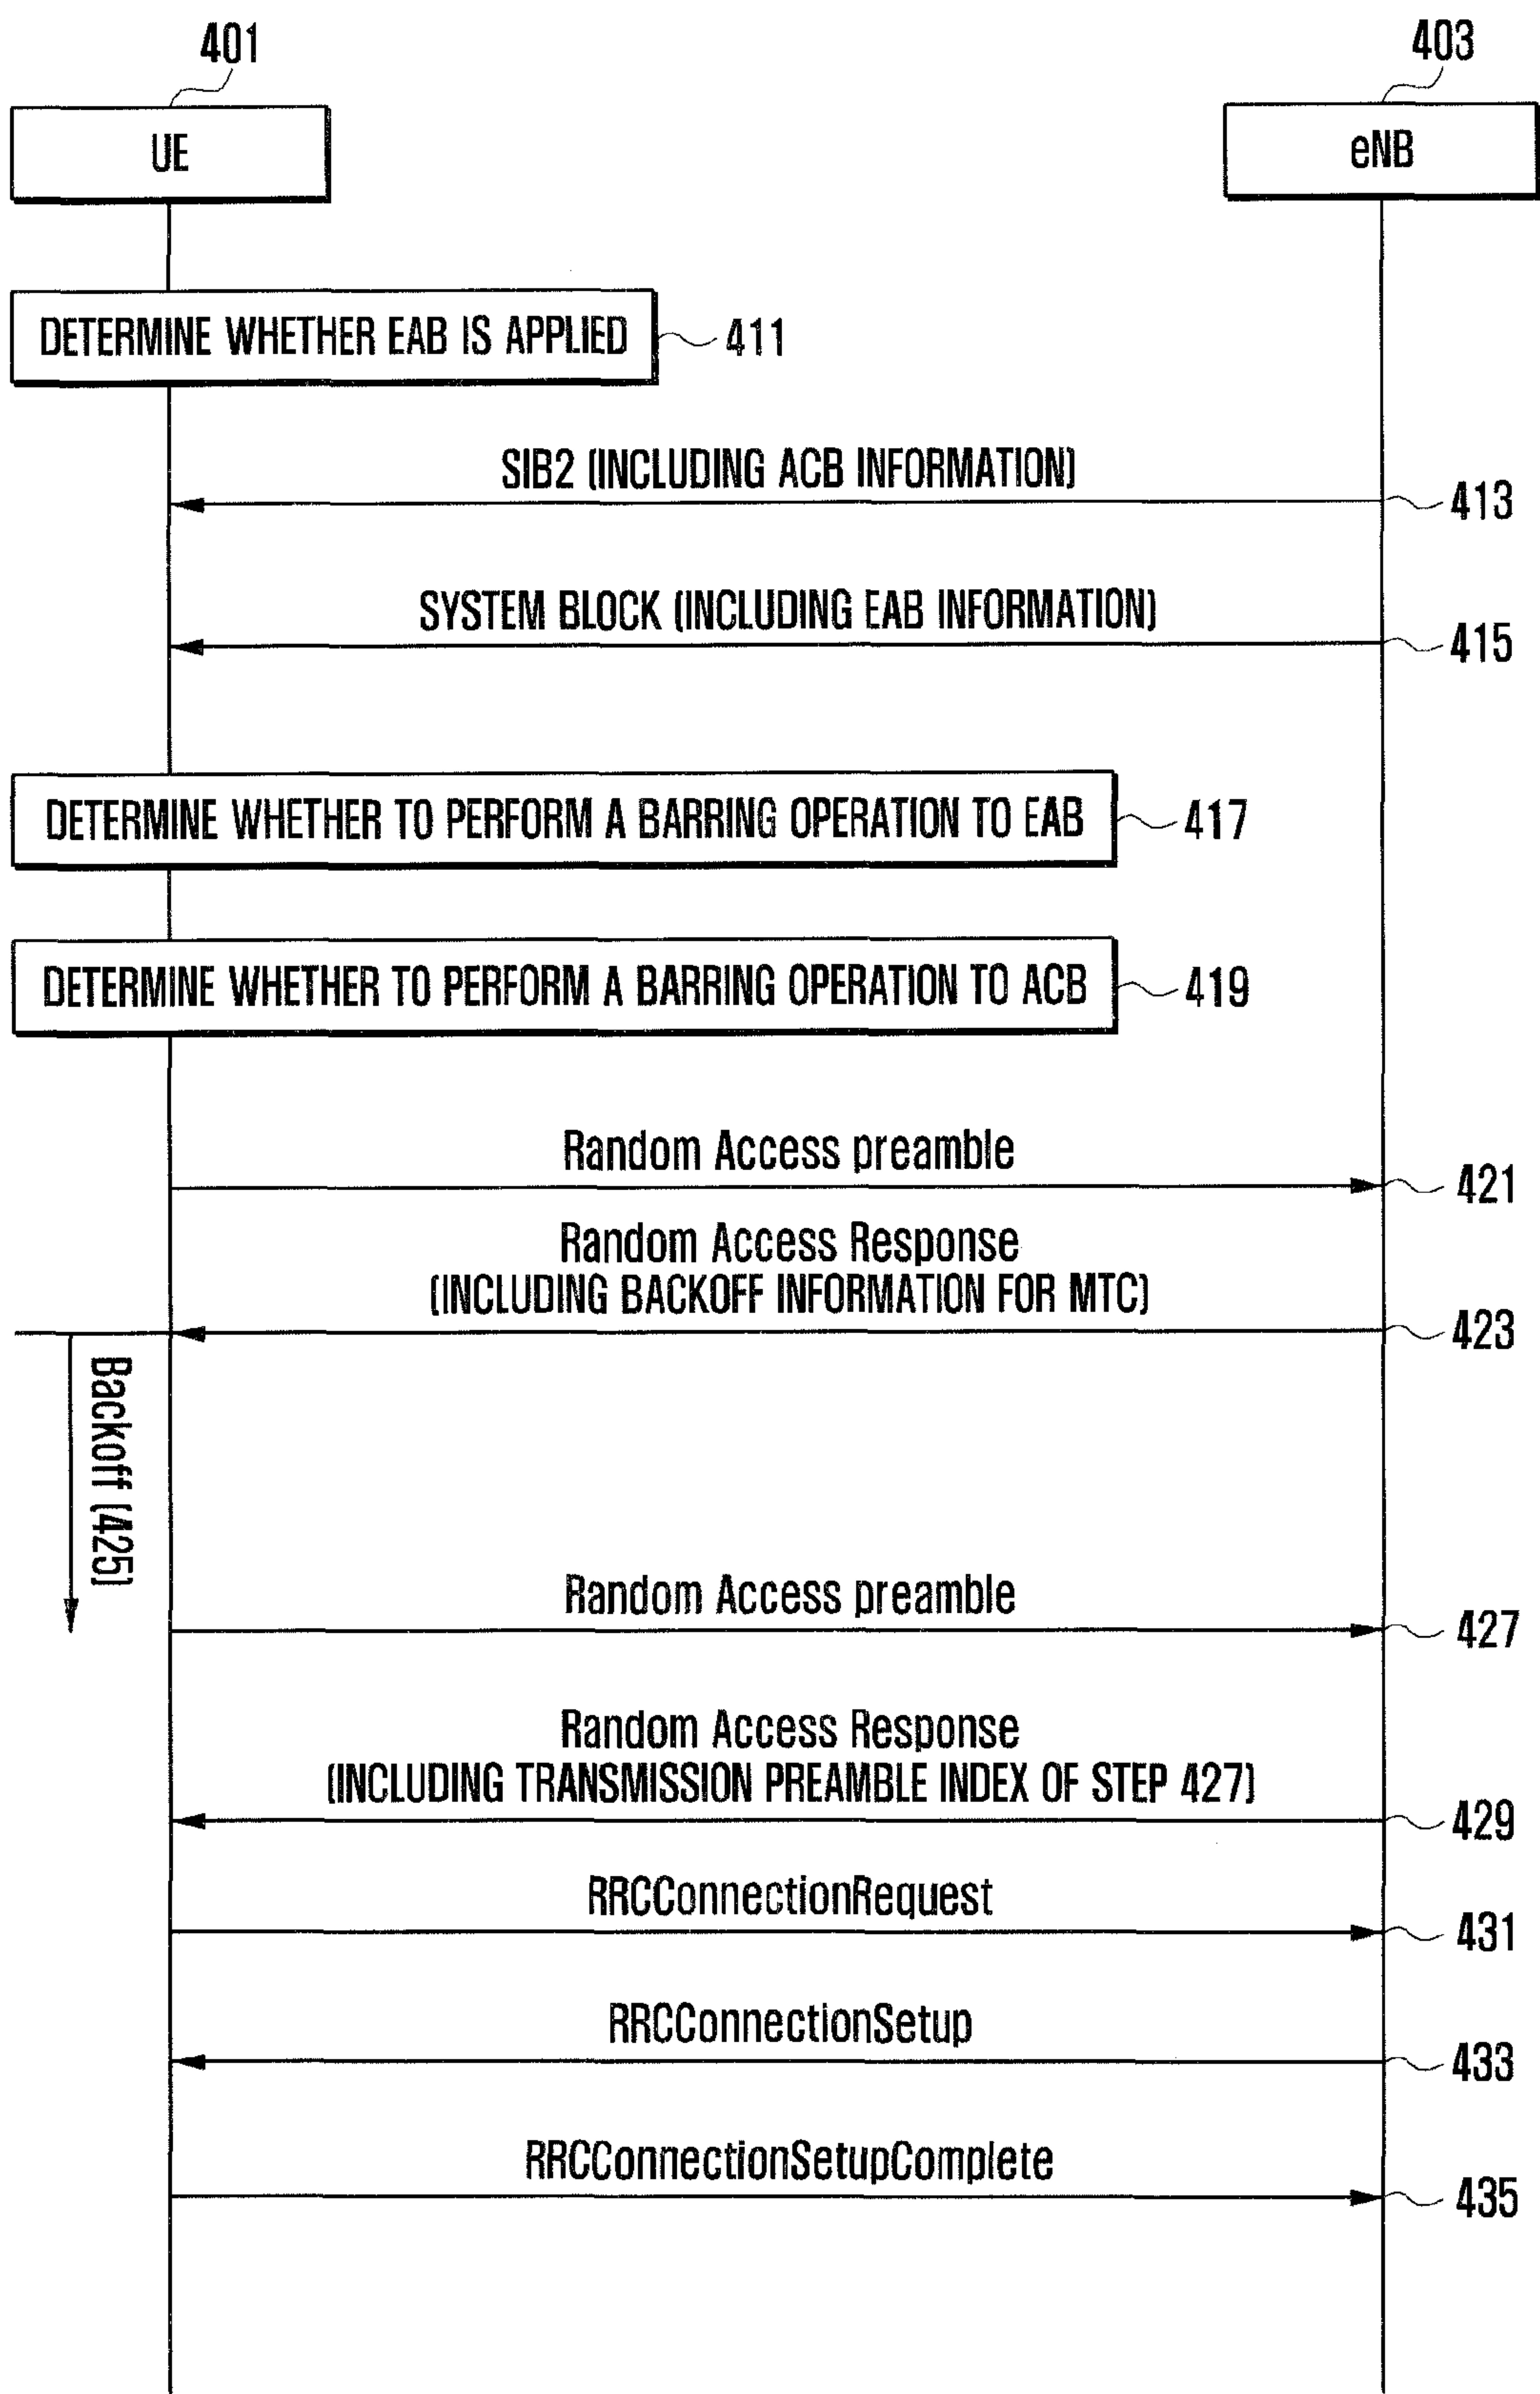 401
403
UE
eNB
DETERMINE WHETHER EAB IS APPLIED
411
SIB2 (INCLUDING ACB INFORMATION)
413
SYSTEM BLOCK (INCLUDING EAB INFORMATION)
415
DETERMINE WHETHER TO PERFORM A BARRING OPERATION TO EAB
417
DETERMINE WHETHER TO PERFORM A BARRING OPERATION TO ACB
419
Random Access preamble
421
Random Access Response
(INCLUDING BACKOFF INFORMATION FOR MTC)
423
Backoff (425)
Random Access preamble
427
Random Access Response
(INCLUDING TRANSMISSION PREAMBLE INDEX OF STEP 427)
429
RRCConnectionRequest
431
RRCConnectionSetup
433
RRCConnectionSetupComplete
435